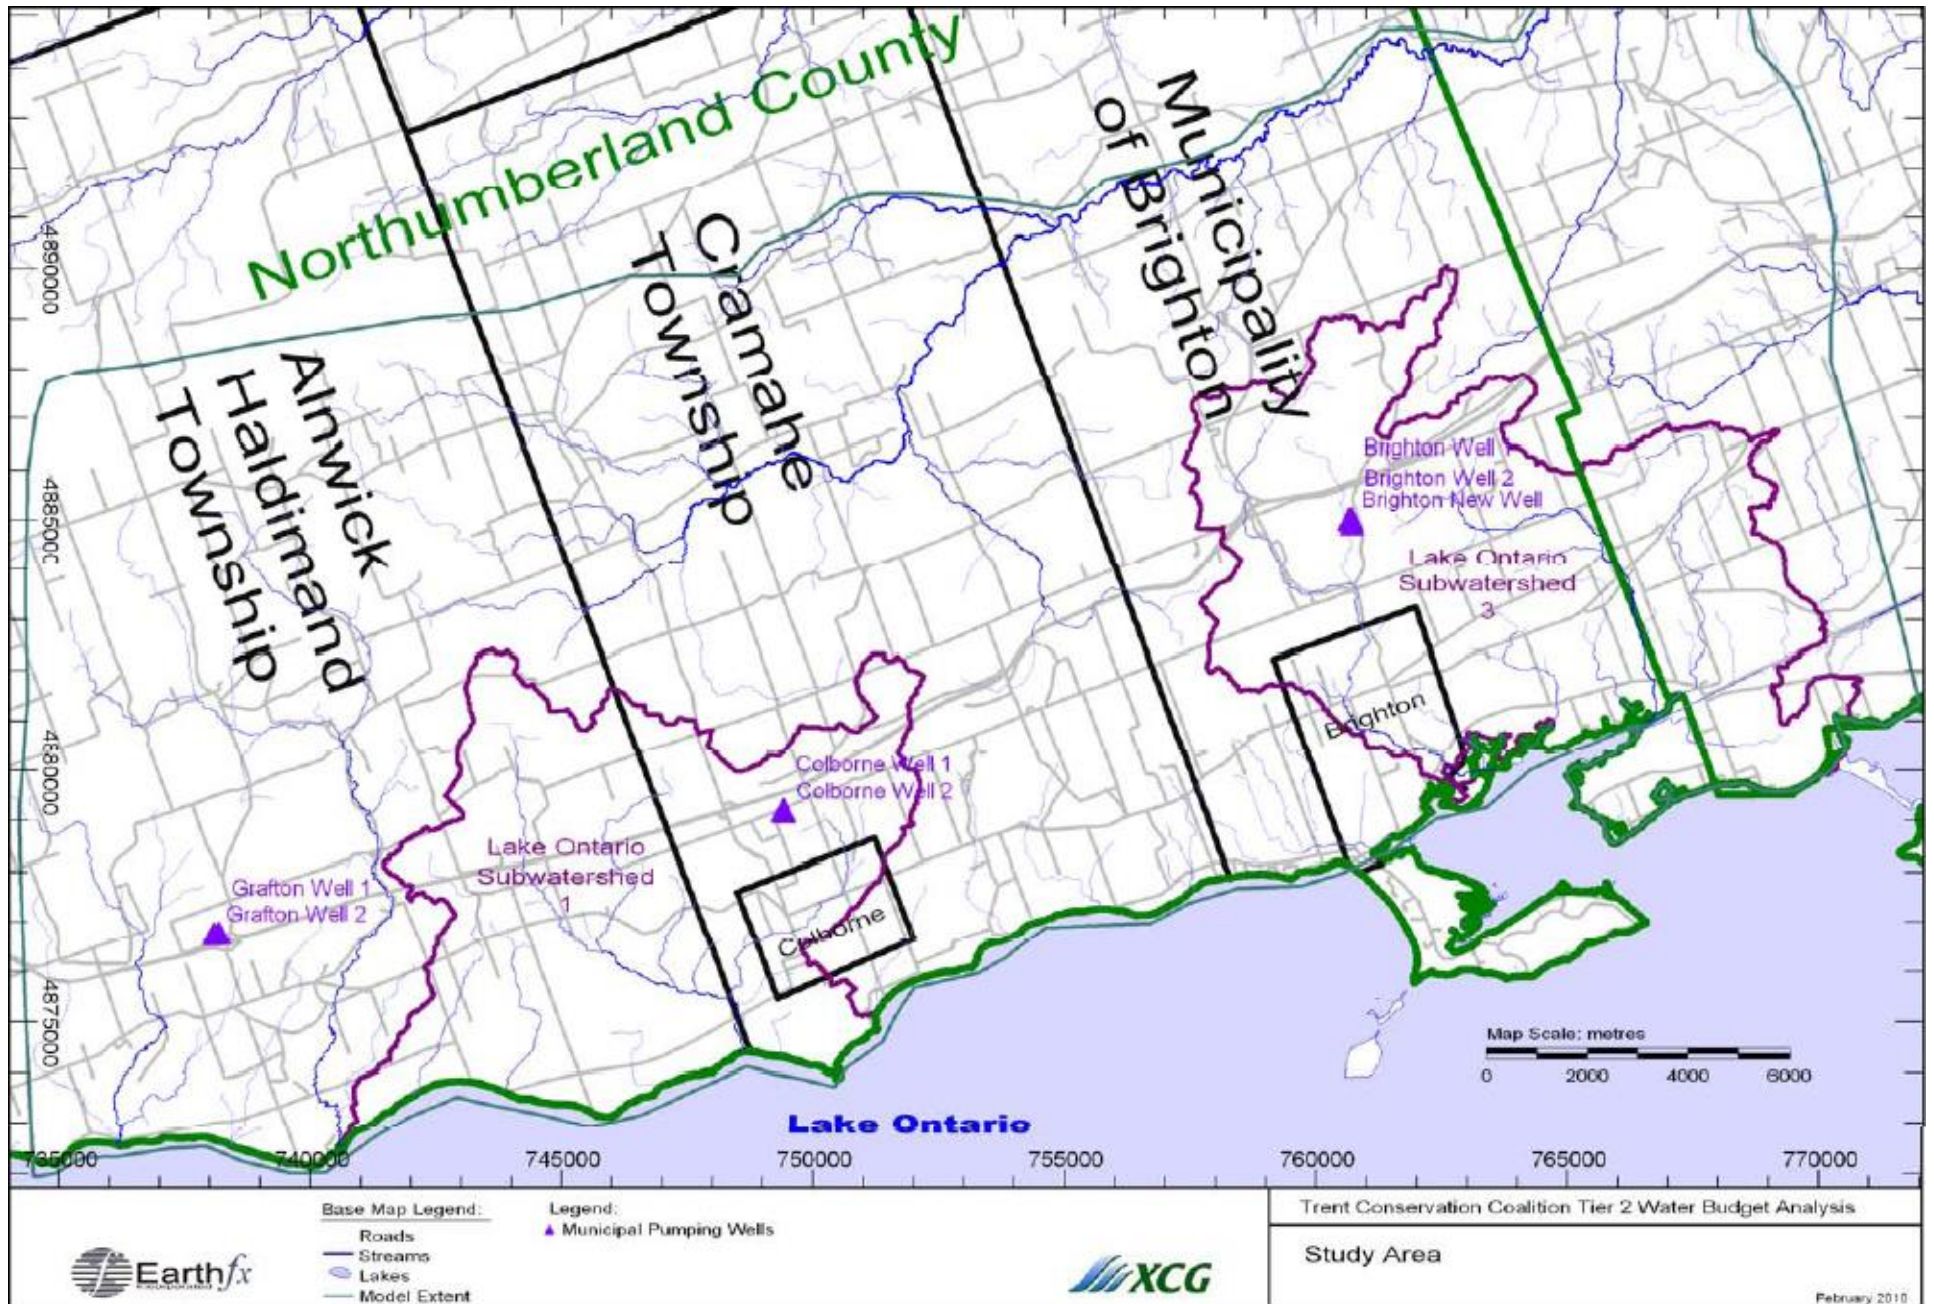 Northumberland County
Municipality
of Brighton
Cramahe
Township
Alnwick
Haldimand
Township
Brighton Well 1
Brighton Well 2
Brighton New Well
Lake Ontario
Subwatershed
3
Brighton
Colborne Well 1
Colborne Well 2
Lake Ontario
Subwatershed
1
Grafton Well 1
Grafton Well 2
Colborne
4890000
4885000
4880000
4875000
Map Scale: metres
0 2000 4000 6000
Lake Ontario
735000 740000 745000 750000 755000 760000 765000 770000
Base Map Legend:
Roads
Streams
Lakes
Model Extent
Legend:
Municipal Pumping Wells
Earthfx
Incorporated
XCG
Trent Conservation Coalition Tier 2 Water Budget Analysis
Study Area
February 2010